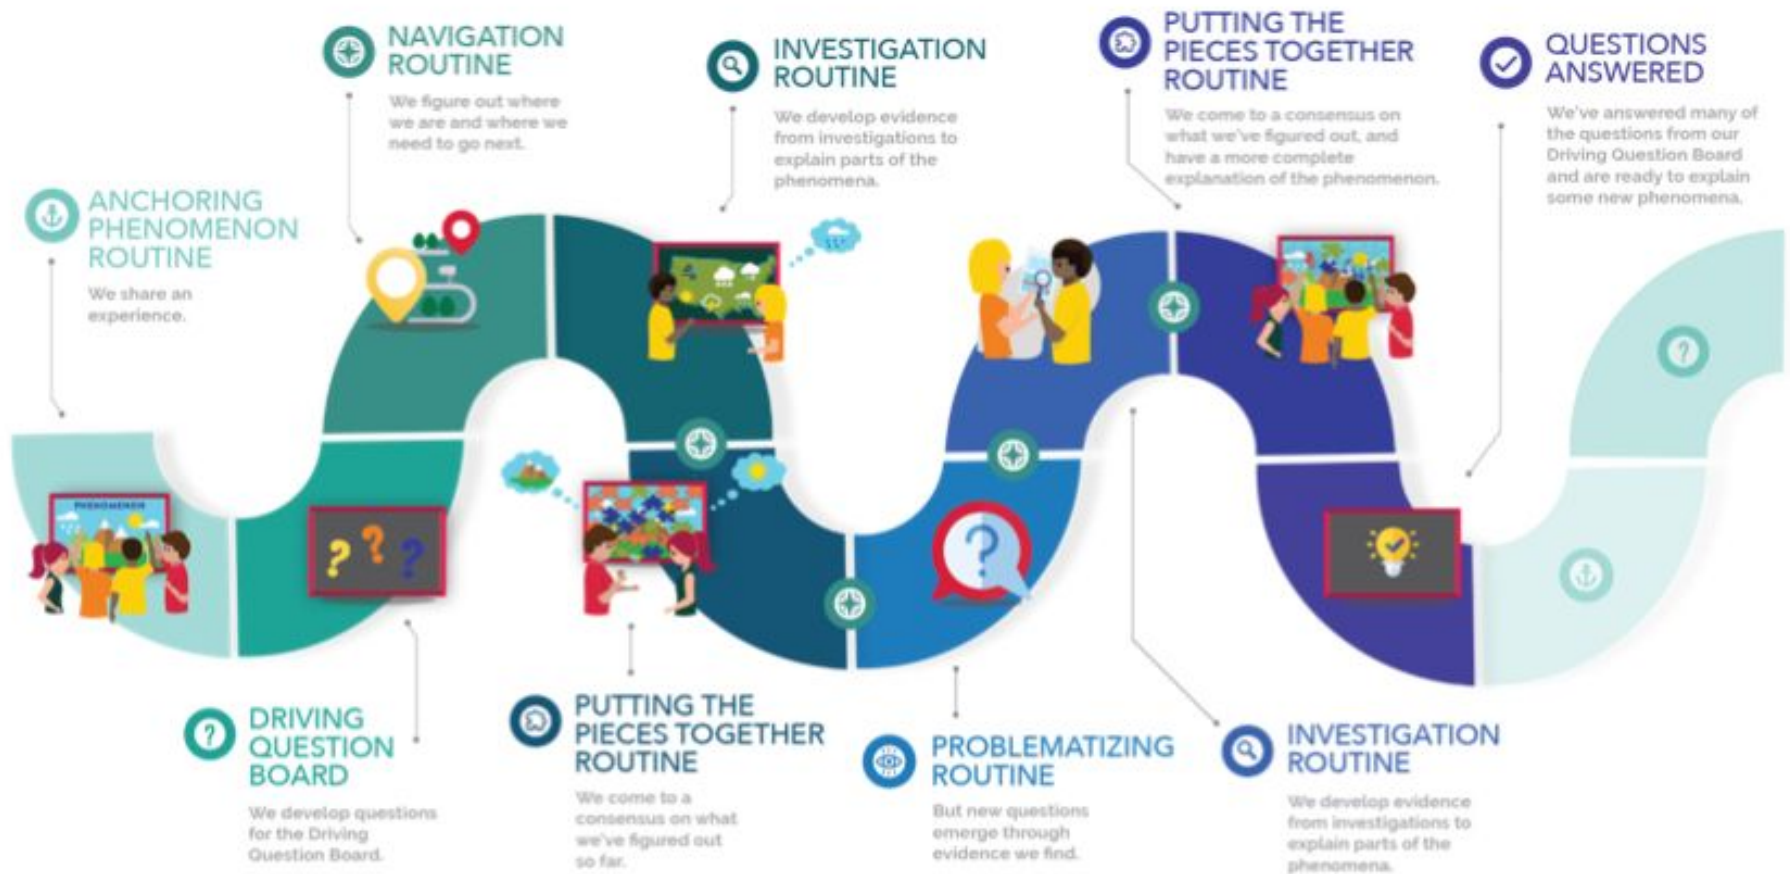 ANCHORING
PHENOMENON
ROUTINE
We share an
experience.
PHENOMENON
DRIVING
QUESTION
BOARD
We develop questions
for the Driving
Question Board.
? ? ?
NAVIGATION
ROUTINE
We figure out where
we are and where we
need to go next.
INVESTIGATION
ROUTINE
We develop evidence
from investigations to
explain parts of the
phenomena.
PUTTING THE
PIECES TOGETHER
ROUTINE
We come to a
consensus on what
we've figured out
so far.
PROBLEMATIZING
ROUTINE
But new questions
emerge through
evidence we find.
?
INVESTIGATION
ROUTINE
We develop evidence
from investigations to
explain parts of the
phenomena.
PUTTING THE
PIECES TOGETHER
ROUTINE
We come to a consensus on
what we've figured out, and
have a more complete
explanation of the phenomenon.
QUESTIONS
ANSWERED
We've answered many of
the questions from our
Driving Question Board
and are ready to explain
some new phenomena.
?